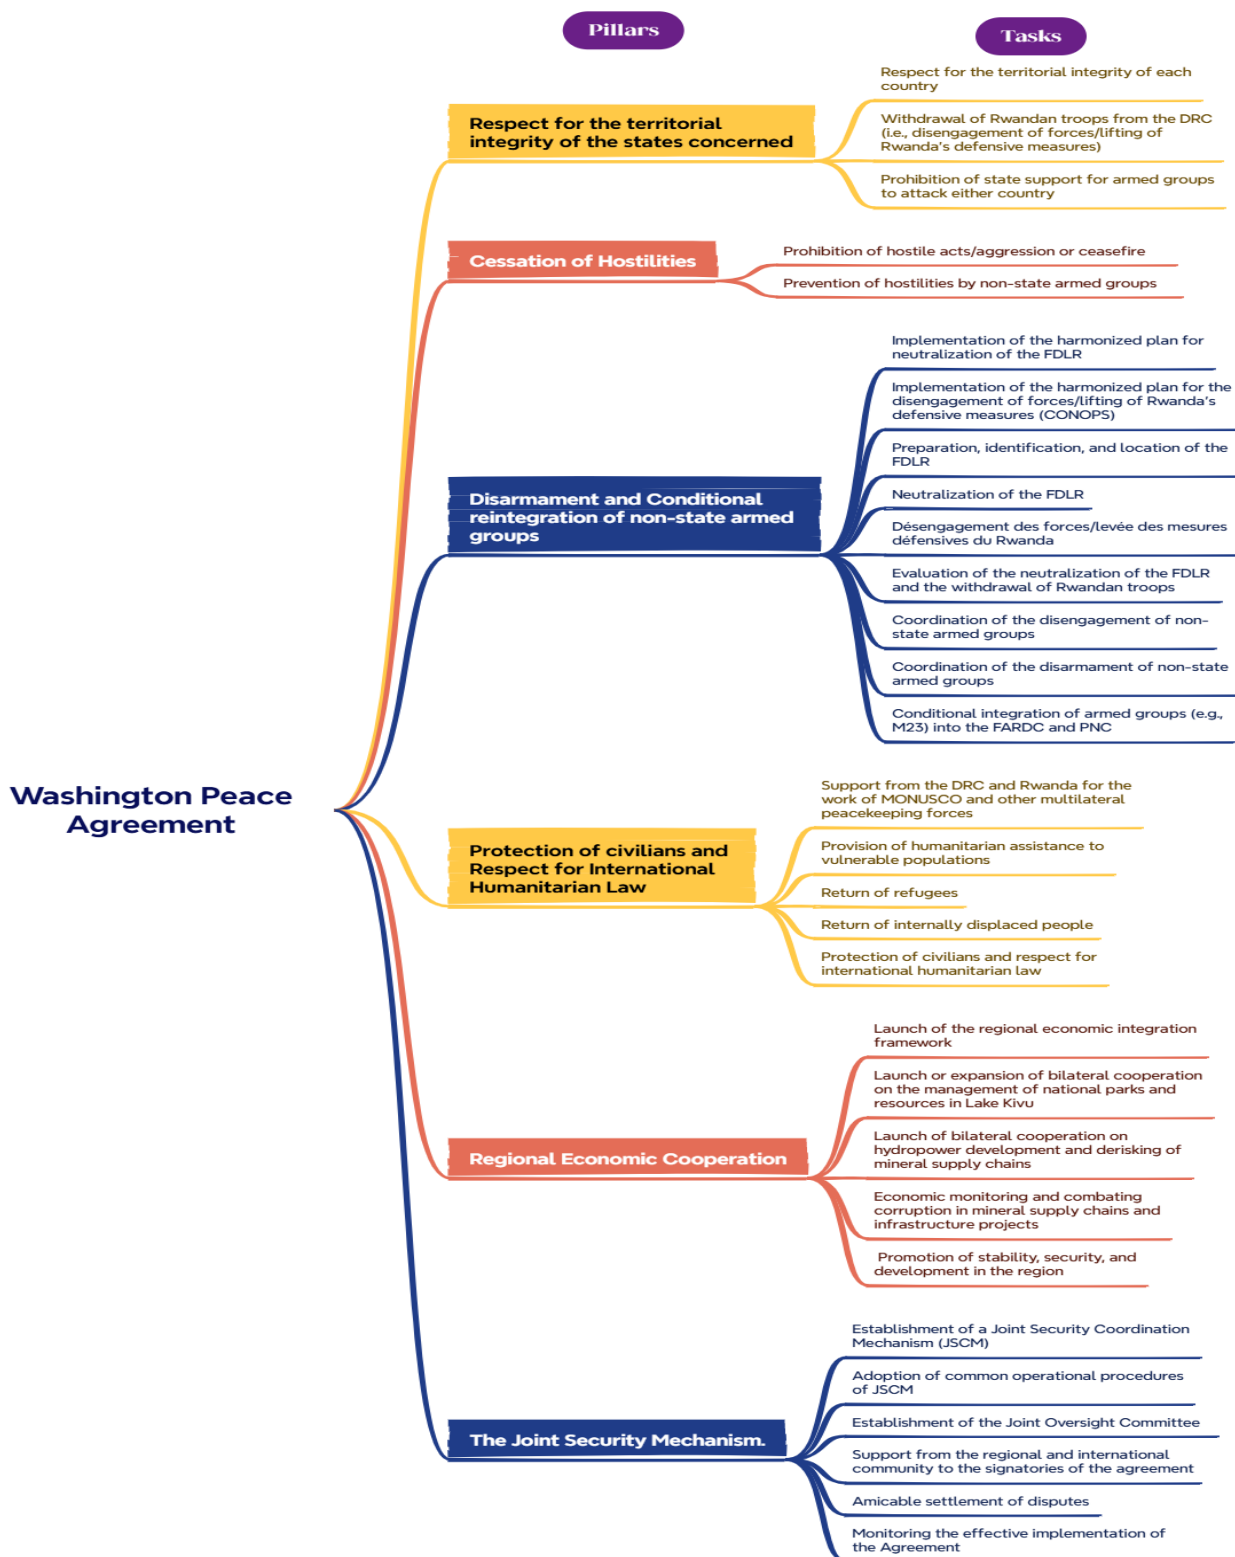 Pillars
Tasks
Respect for the territorial
integrity of the states concerned
Respect for the territorial integrity of each
country
Withdrawal of Rwandan troops from the DRC
(i.e., disengagement of forces/lifting of
Rwanda's defensive measures)
Prohibition of state support for armed groups
to attack either country
Cessation of Hostilities
Prohibition of hostile acts/aggression or ceasefire
Prevention of hostilities by non-state armed groups
Disarmament and Conditional
reintegration of non-state armed
groups
Implementation of the harmonized plan for
neutralization of the FDLR
Implementation of the harmonized plan for the
disengagement of forces/lifting of Rwanda's
defensive measures (CONOPS)
Preparation, identification, and location of the
FDLR
Neutralization of the FDLR
Désengagement des forces/levée des mesures
défensives du Rwanda
Evaluation of the neutralization of the FDLR
and the withdrawal of Rwandan troops
Coordination of the disengagement of non-
state armed groups
Coordination of the disarmament of non-state
armed groups
Conditional integration of armed groups (e.g.,
M23) into the FARDC and PNC
Washington Peace
Agreement
Protection of civilians and
Respect for International
Humanitarian Law
Support from the DRC and Rwanda for the
work of MONUSCO and other multilateral
peacekeeping forces
Provision of humanitarian assistance to
vulnerable populations
Return of refugees
Return of internally displaced people
Protection of civilians and respect for
international humanitarian law
Regional Economic Cooperation
Launch of the regional economic integration
framework
Launch or expansion of bilateral cooperation
on the management of national parks and
resources in Lake Kivu
Launch of bilateral cooperation on
hydropower development and derisking of
mineral supply chains
Economic monitoring and combating
corruption in mineral supply chains and
infrastructure projects
Promotion of stability, security, and
development in the region
The Joint Security Mechanism.
Establishment of a Joint Security Coordination
Mechanism (JSCM)
Adoption of common operational procedures
of JSCM
Establishment of the Joint Oversight Committee
Support from the regional and international
community to the signatories of the agreement
Amicable settlement of disputes
Monitoring the effective implementation of
the Agreement